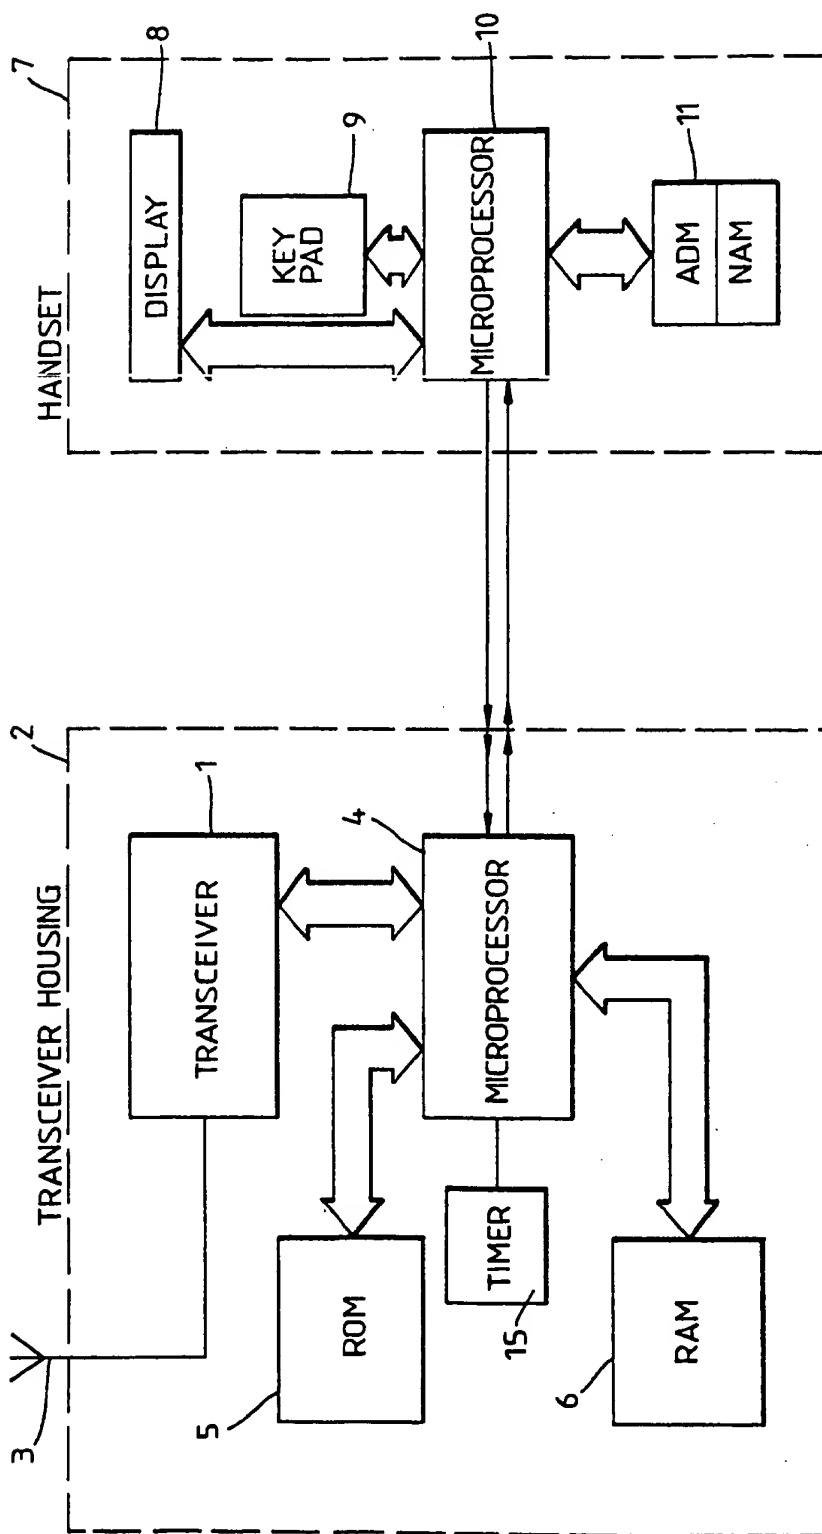 TRANSCEIVER HOUSING
2
HANDSET
7
3
TRANSCEIVER
1
DISPLAY
8
KEY
PAD
9
ROM
5
TIMER
15
MICROPROCESSOR
4
MICROPROCESSOR
10
RAM
6
ADM
NAM
11